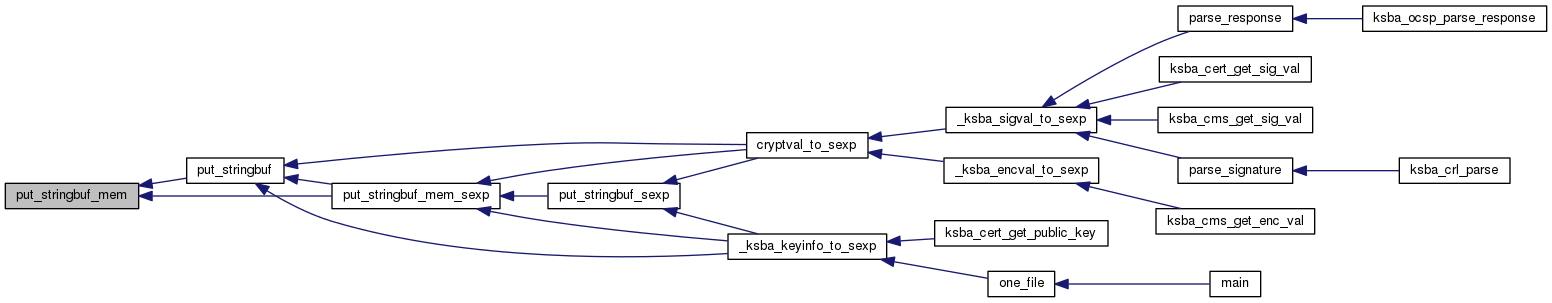 parse_response
ksba_ocsp_parse_response
ksba_cert_get_sig_val
_ksba_sigval_to_sexp
ksba_cms_get_sig_val
cryptval_to_sexp
put_stringbuf
_ksba_encval_to_sexp
parse_signature
ksba_crl_parse
put_stringbuf_mem
put_stringbuf_mem_sexp
put_stringbuf_sexp
ksba_cms_get_enc_val
ksba_cert_get_public_key
_ksba_keyinfo_to_sexp
one_file
main